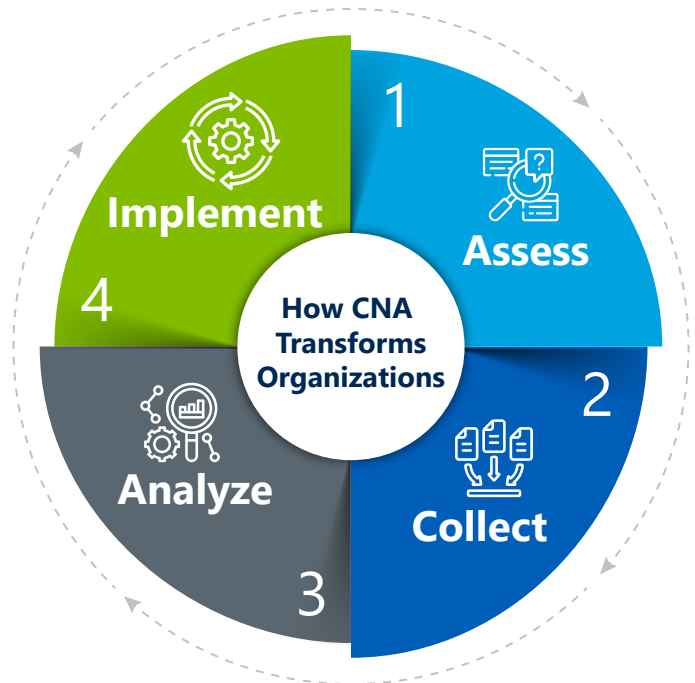 How CNA
Transforms
Organizations
1
Assess
?
2
Collect
3
Analyze
4
Implement